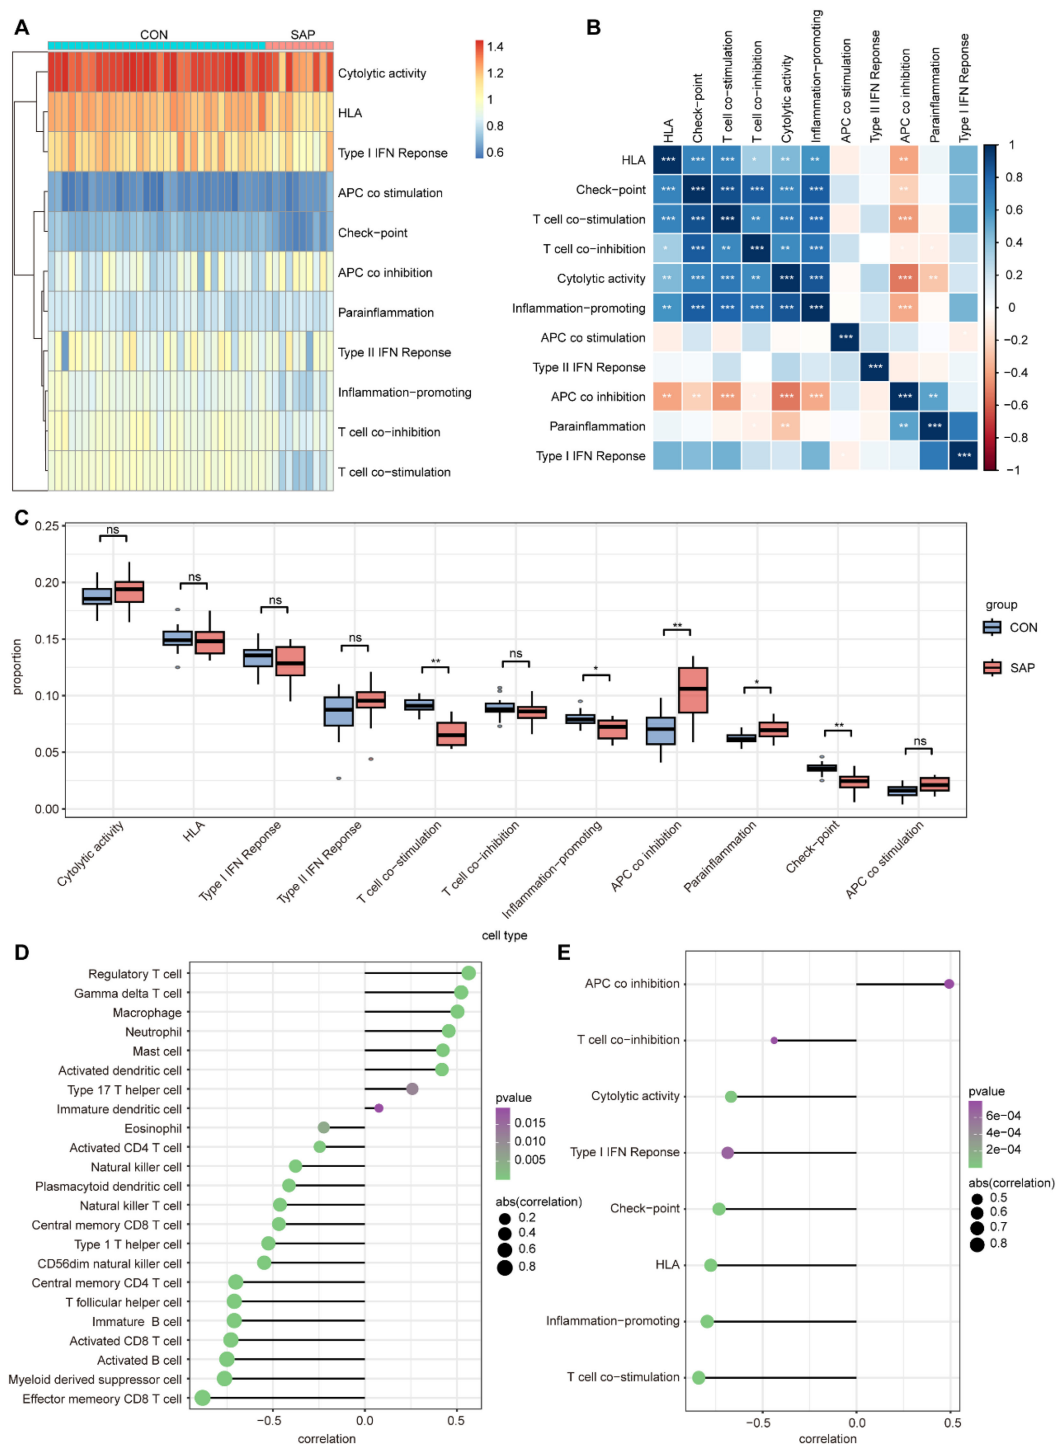 A
CON
SAP
Cytolytic activity
HLA
Type I IFN Reponse
APC co stimulation
Check−point
APC co inhibition
Parainflammation
Type II IFN Reponse
Inflammation−promoting
T cell co−inhibition
T cell co−stimulation
1.4
1.2
1
0.8
0.6
B
HLA
Check−point
T cell co−stimulation
T cell co−inhibition
Cytolytic activity
Inflammation−promoting
APC co stimulation
Type II IFN Reponse
APC co inhibition
Parainflammation
Type I IFN Reponse
HLA *** *** *** * ** ** **
Check−point *** *** *** *** *** *** **
T cell co−stimulation *** *** *** ** *** *** ***
T cell co−inhibition * *** ** *** ** ***
Cytolytic activity ** *** *** ** *** *** *** **
Inflammation−promoting ** *** *** *** *** *** ***
APC co stimulation ***
Type II IFN Reponse ***
APC co inhibition ** ** *** *** *** *** **
Parainflammation ** ** ***
Type I IFN Reponse ***
1
0.8
0.6
0.4
0.2
0
−0.2
−0.4
−0.6
−0.8
−1
C
proportion
0.25
0.20
0.15
0.10
0.05
0.00
ns
ns
ns
ns
**
ns
*
**
*
**
ns
group
CON
SAP
Cytolytic activity
HLA
Type I IFN Reponse
Type II IFN Reponse
T cell co−stimulation
T cell co−inhibition
Inflammation−promoting
APC co inhibition
Parainflammation
Check−point
APC co stimulation
cell type
D
Regulatory T cell
Gamma delta T cell
Macrophage
Neutrophil
Mast cell
Activated dendritic cell
Type 17 T helper cell
Immature dendritic cell
Eosinophil
Activated CD4 T cell
Natural killer cell
Plasmacytoid dendritic cell
Natural killer T cell
Central memory CD8 T cell
Type 1 T helper cell
CD56dim natural killer cell
Central memory CD4 T cell
T follicular helper cell
Immature B cell
Activated CD8 T cell
Activated B cell
Myeloid derived suppressor cell
Effector memeory CD8 T cell
−0.5 0.0 0.5
correlation
pvalue
0.015
0.010
0.005
abs(correlation)
0.2
0.4
0.6
0.8
E
APC co inhibition
T cell co−inhibition
Cytolytic activity
Type I IFN Reponse
Check−point
HLA
Inflammation−promoting
T cell co−stimulation
−0.5 0.0 0.5
correlation
pvalue
6e−04
4e−04
2e−04
abs(correlation)
0.5
0.6
0.7
0.8